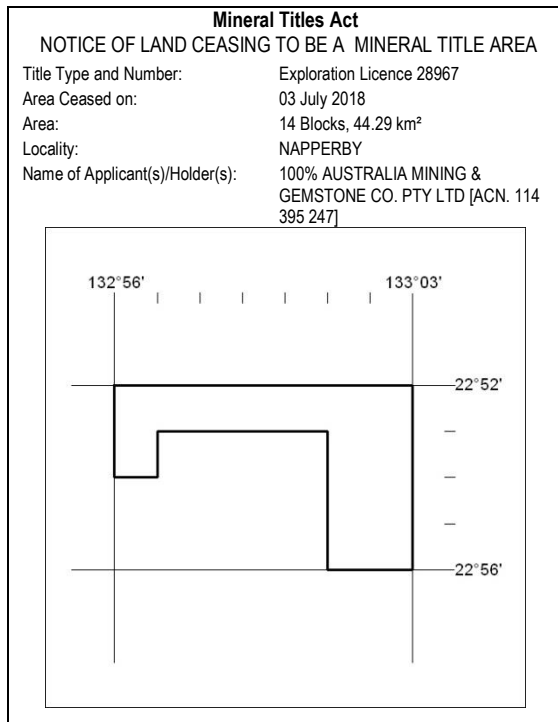 Mineral Titles Act
NOTICE OF LAND CEASING TO BE A MINERAL TITLE AREA
Title Type and Number: Exploration Licence 28967
Area Ceased on: 03 July 2018
Area: 14 Blocks, 44.29 km²
Locality: NAPPERBY
Name of Applicant(s)/Holder(s): 100% AUSTRALIA MINING &
GEMSTONE CO. PTY LTD [ACN. 114
395 247]
132°56' 133°03'
22°52'
22°56'